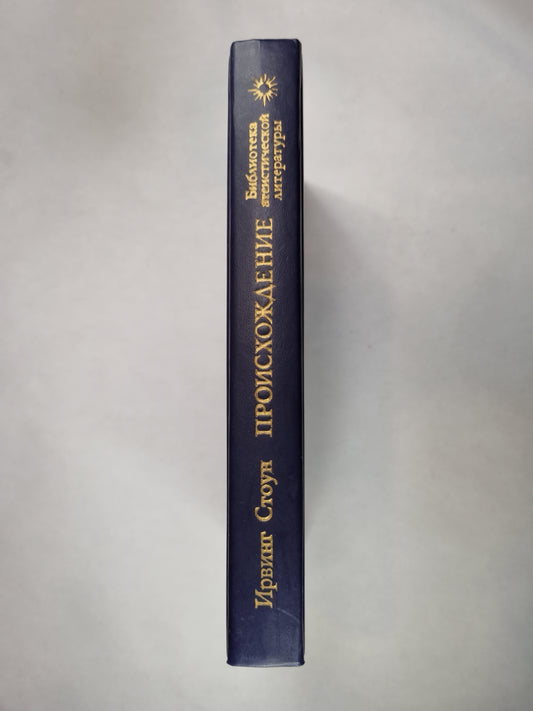 Ирвинг Стоун
ПРОИСХОЖДЕНИЕ
Библиотека
атеистической
литературы